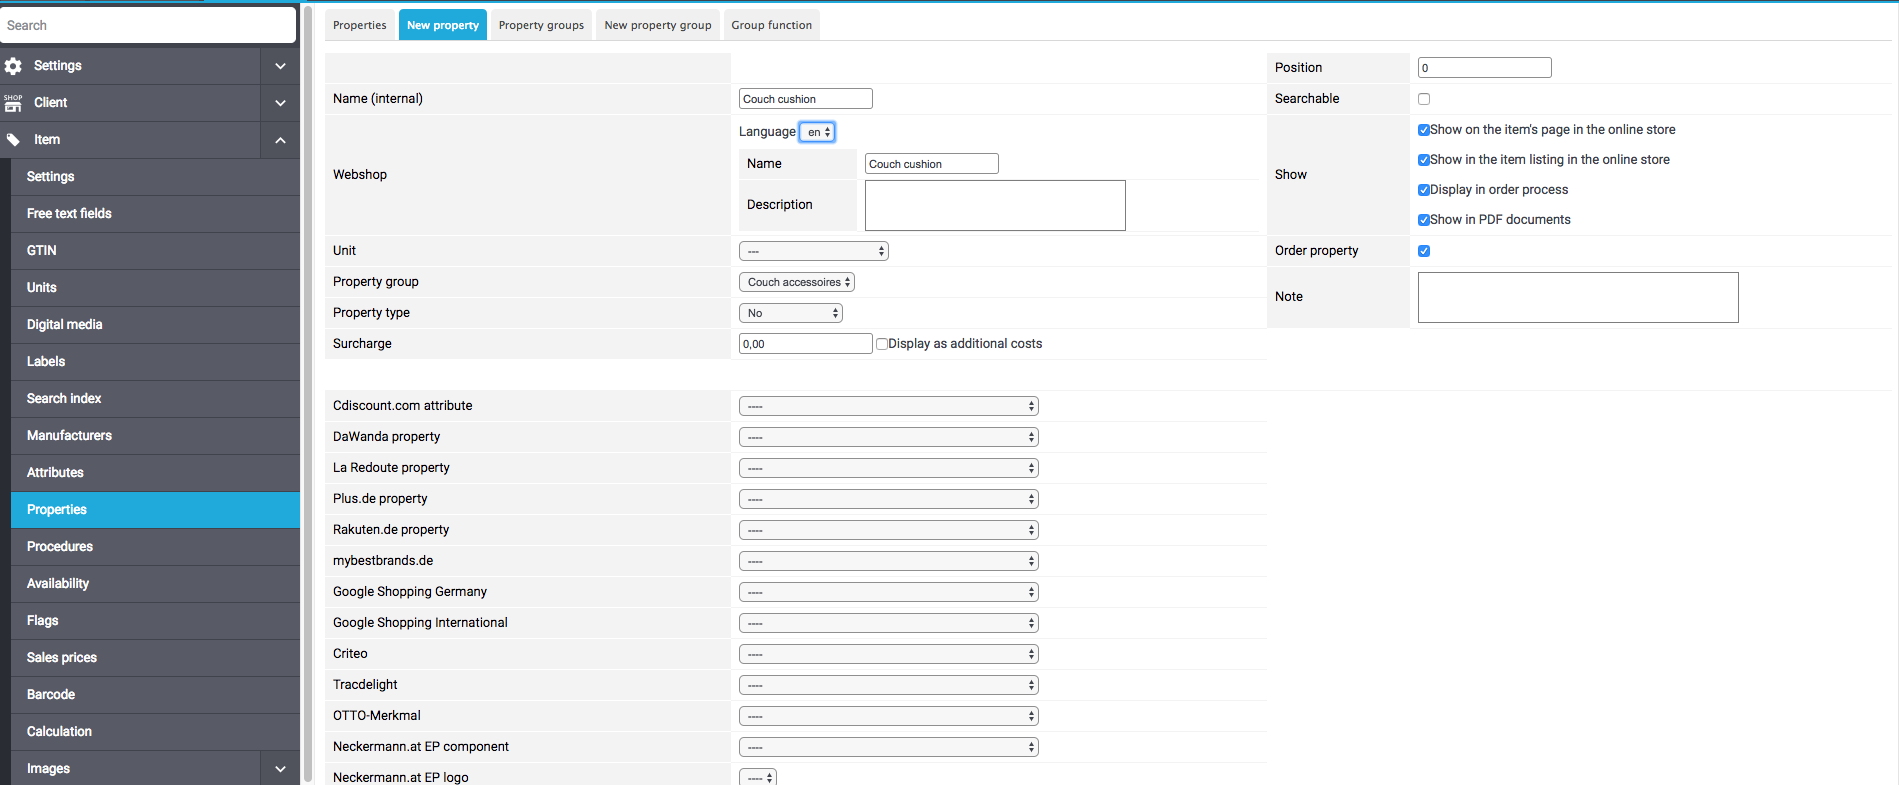 Search
Settings
SHOP
Client
Item
Settings
Free text fields
GTIN
Units
Digital media
Labels
Search index
Manufacturers
Attributes
Properties
Procedures
Availability
Flags
Sales prices
Barcode
Calculation
Images
Properties
New property
Property groups
New property group
Group function
Name (internal)
Couch cushion
Webshop
Language en
Name
Couch cushion
Description
Unit
---
Property group
Couch accessoires
Property type
No
Surcharge
0,00
Display as additional costs
Position
0
Searchable
Show
Show on the item's page in the online store
Show in the item listing in the online store
Display in order process
Show in PDF documents
Order property
Note
Cdiscount.com attribute
----
DaWanda property
----
La Redoute property
----
Plus.de property
----
Rakuten.de property
----
mybestbrands.de
----
Google Shopping Germany
----
Google Shopping International
----
Criteo
----
Tracdelight
----
OTTO-Merkmal
----
Neckermann.at EP component
----
Neckermann.at EP logo
----